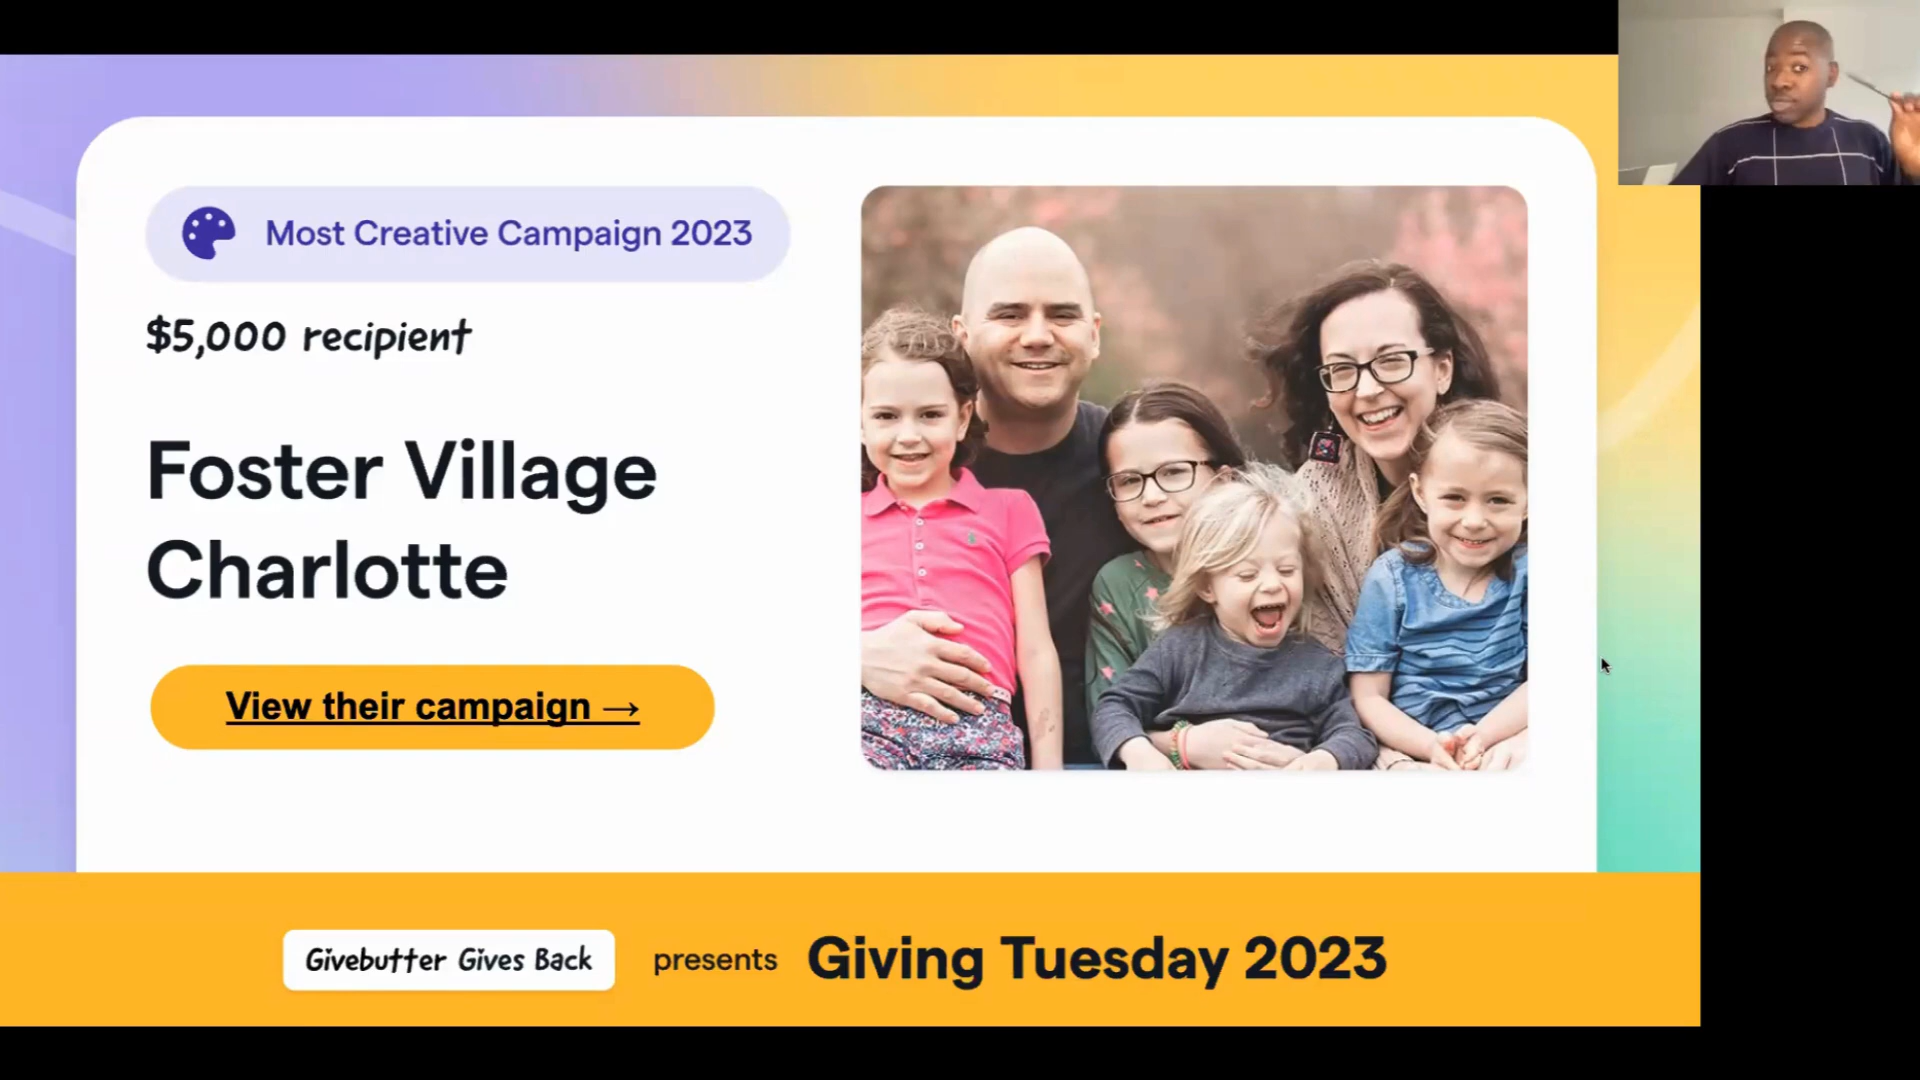 Most Creative Campaign 2023
$5,000 recipient
Foster Village
Charlotte
View their campaign →
Givebutter Gives Back presents Giving Tuesday 2023